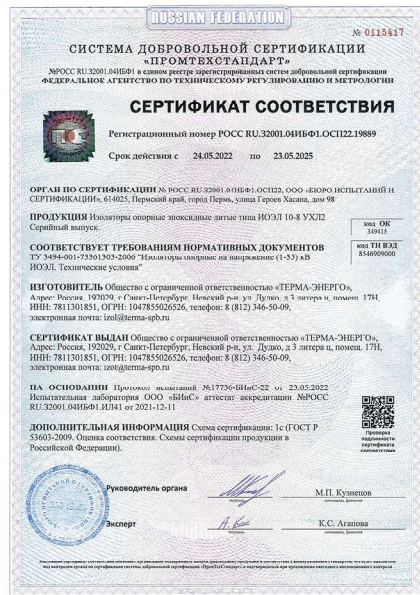 RUSSIAN FEDERATION
№ 0115417
СИСТЕМА ДОБРОВОЛЬНОЙ СЕРТИФИКАЦИИ
«ПРОМТЕХСТАНДАРТ»
№РОСС RU.32001.04ИБФ1 в едином реестре зарегистрированных систем добровольной сертификации
ФЕДЕРАЛЬНОЕ АГЕНТСТВО ПО ТЕХНИЧЕСКОМУ РЕГУЛИРОВАНИЮ И МЕТРОЛОГИИ
СЕРТИФИКАТ СООТВЕТСТВИЯ
Регистрационный номер РОСС RU.32001.04ИБФ1.ОСП22.19889
Срок действия с 24.05.2022 по 23.05.2025
ОРГАН ПО СЕРТИФИКАЦИИ № РОСС RU.32001.04ИБФ1.ОСП22, ООО «БЮРО ИСПЫТАНИЙ И
СЕРТИФИКАЦИИ», 614025, Пермский край, город Пермь, улица Героев Хасана, дом 98
ПРОДУКЦИЯ Изоляторы опорные эпоксидные литые типа ИОЭЛ 10-8 УХЛ2
Серийный выпуск.
код ОК
349415
СООТВЕТСТВУЕТ ТРЕБОВАНИЯМ НОРМАТИВНЫХ ДОКУМЕНТОВ
ТУ 3494-001-73361303-2006 "Изоляторы опорные на напряжение (1-35) кВ
ИОЭЛ. Технические условия"
код ТН ВЭД
8546909000
ИЗГОТОВИТЕЛЬ Общество с ограниченной ответственностью «ТЕРМА-ЭНЕРГО»,
Адрес: Россия, 192029, г Санкт-Петербург, Невский р-н, ул. Дудко, д 3 литера ц, помещ. 17Н,
ИНН: 7811301851, ОГРН: 1047855026526, телефон: 8 (812) 346-50-09,
электронная почта: izol@terma-spb.ru
СЕРТИФИКАТ ВЫДАН Общество с ограниченной ответственностью «ТЕРМА-ЭНЕРГО»,
Адрес: Россия, 192029, г Санкт-Петербург, Невский р-н, ул. Дудко, д 3 литера ц, помещ. 17Н,
ИНН: 7811301851, ОГРН: 1047855026526, телефон: 8 (812) 346-50-09,
электронная почта: izol@terma-spb.ru
НА ОСНОВАНИИ Протокол испытаний №17736-БИиС-22 от 23.05.2022
Испытательная лаборатория ООО «БИиС» аттестат аккредитации №РОСС
RU.32001.04ИБФ1.ИЛ41 от 2021-12-11
ДОПОЛНИТЕЛЬНАЯ ИНФОРМАЦИЯ Схема сертификации: 1с (ГОСТ Р
53603-2009. Оценка соответствия. Схемы сертификации продукции в
Российской Федерации).
Проверка
подлинности
сертификата
соответствия
Руководитель органа
М.П. Кузнецов
подпись
Эксперт
К.С. Агапова
подпись